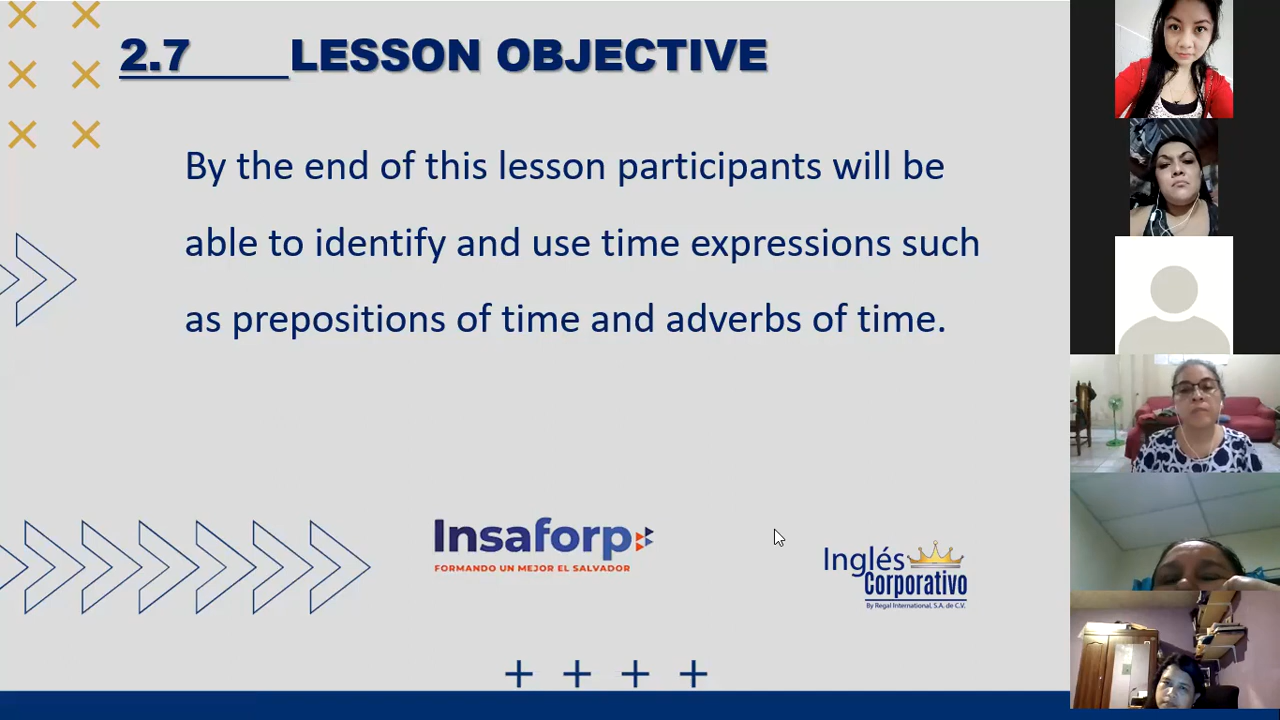 2.7 LESSON OBJECTIVE
By the end of this lesson participants will be
able to identify and use time expressions such
as prepositions of time and adverbs of time.
Insaforp
FORMANDO UN MEJOR EL SALVADOR
Inglés
Corporativo
By Regal International, S.A. de C.V.